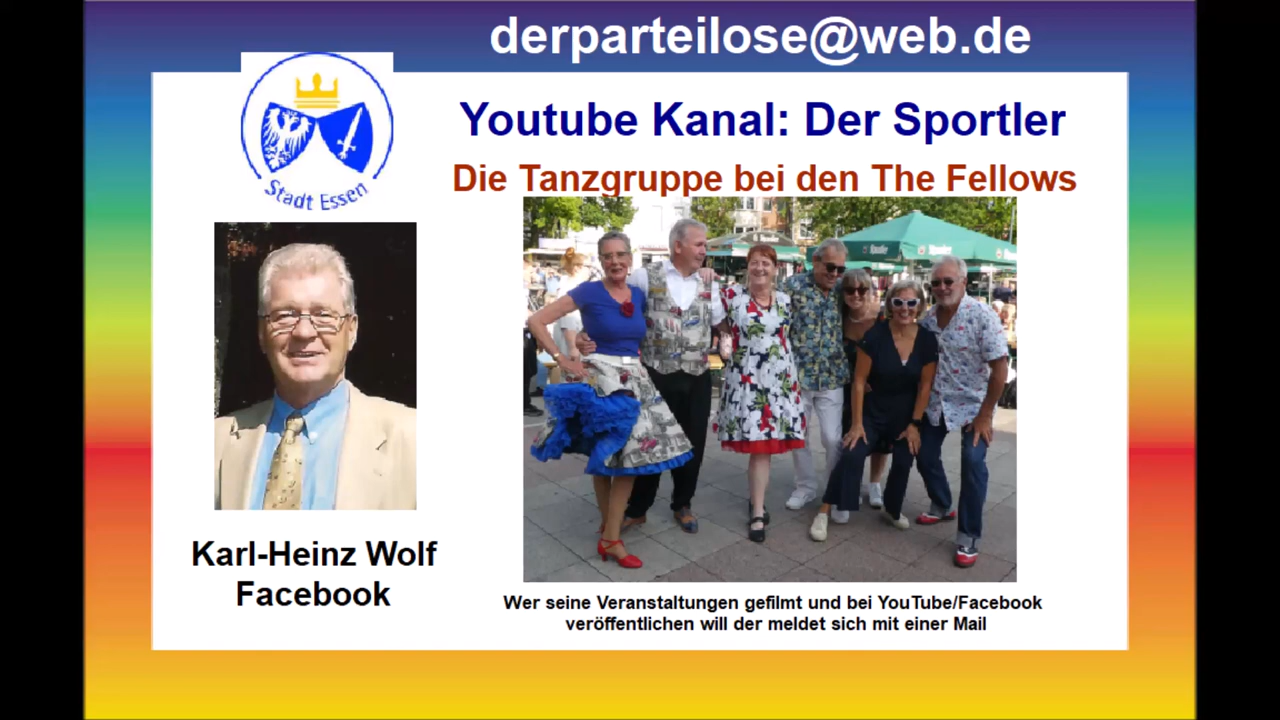 derparteilose@web.de
Stadt Essen
Youtube Kanal: Der Sportler
Die Tanzgruppe bei den The Fellows
Karl-Heinz Wolf
Facebook
Wer seine Veranstaltungen gefilmt und bei YouTube/Facebook
veröffentlichen will der meldet sich mit einer Mail